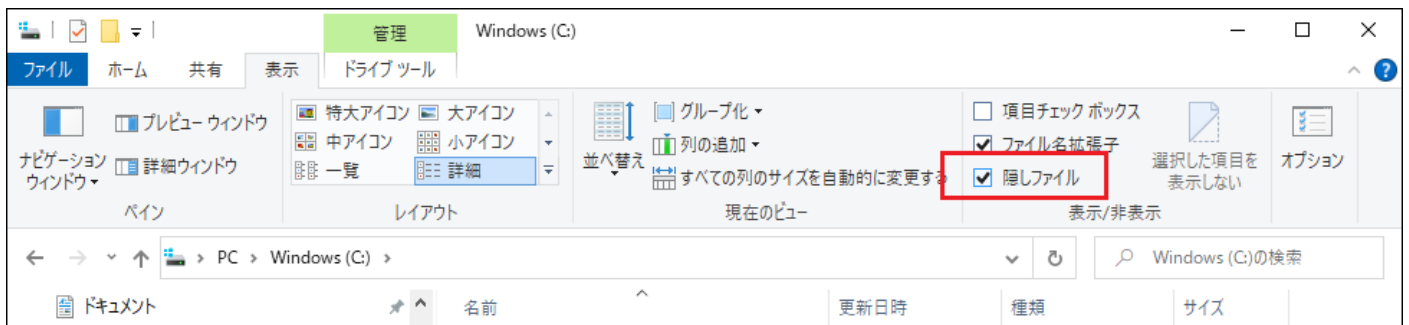 管理 Windows (C:)
ファイル ホーム 共有 表示 ドライブ ツール
ナビゲーション ウィンドウ
プレビュー ウィンドウ
詳細ウィンドウ
ペイン
特大アイコン 大アイコン
中アイコン 小アイコン
一覧 詳細
レイアウト
並べ替え
グループ化
列の追加
すべての列のサイズを自動的に変更する
現在のビュー
項目チェック ボックス
ファイル名拡張子
隠しファイル
選択した項目を
表示しない
表示/非表示
オプション
PC › Windows (C:) ›
Windows (C:)の検索
ドキュメント
名前 更新日時 種類 サイズ